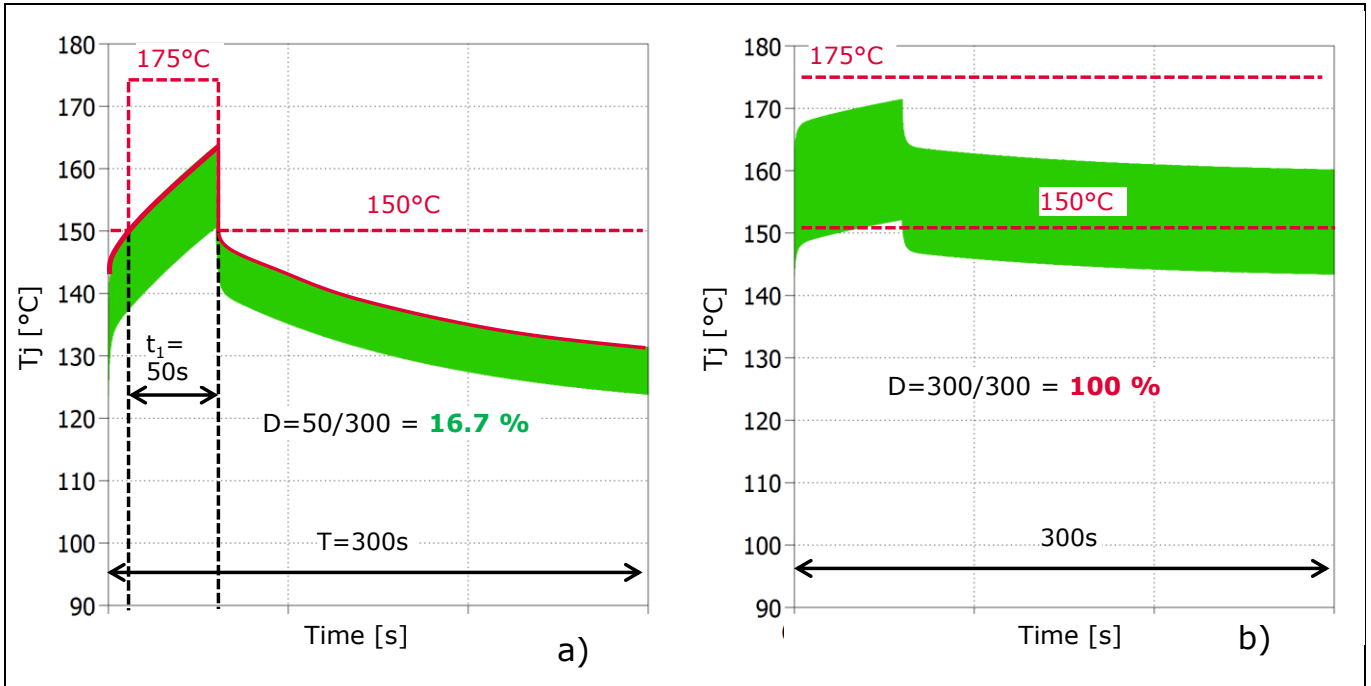 180
175°C
170
160
150
150°C
140
130
t1=
50s
120
D=50/300 = 16.7 %
110
100
T=300s
90
Tj [°C]
Time [s]
a)
180
175°C
170
160
150°C
150
140
130
D=300/300 = 100 %
120
110
100
300s
90
Tj [°C]
Time [s]
b)